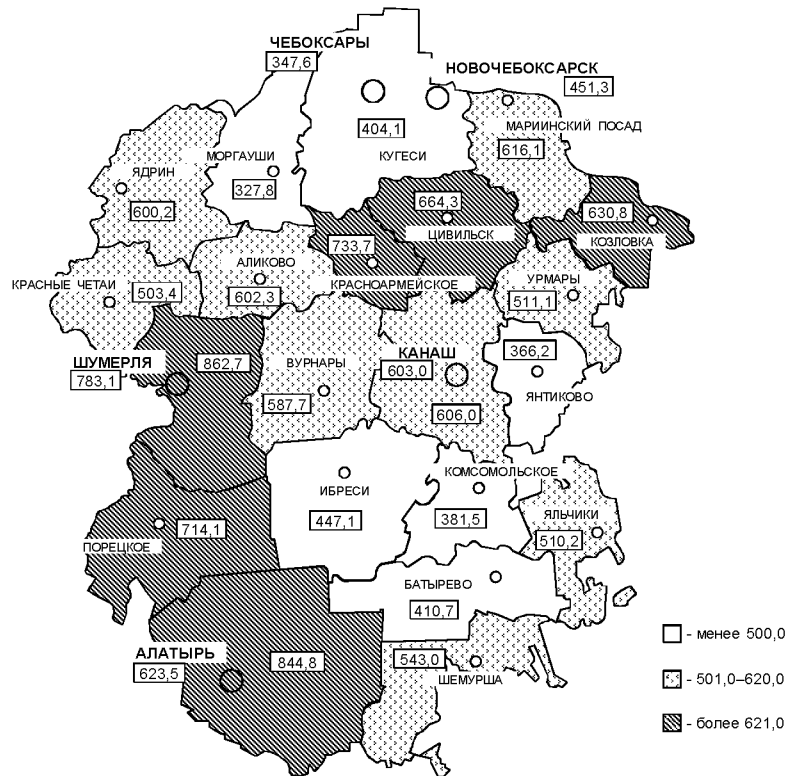 ЧЕБОКСАРЫ
347,6
НОВОЧЕБОКСАРСК
451,3
404,1
МАРИИНСКИЙ ПОСАД
616,1
МОРГАУШИ
КУГЕСИ
ЯДРИН
327,8
600,2
664,3
630,8
ЦИВИЛЬСК
КОЗЛОВКА
733,7
АЛИКОВО
КРАСНЫЕ ЧЕТАИ
503,4
602,3
КРАСНОАРМЕЙСКОЕ
УРМАРЫ
511,1
ШУМЕРЛЯ
783,1
862,7
ВУРНАРЫ
587,7
КАНАШ
603,0
606,0
366,2
ЯНТИКОВО
ИБРЕСИ
447,1
КОМСОМОЛЬСКОЕ
381,5
ЯЛЬЧИКИ
510,2
714,1
ПОРЕЦКОЕ
БАТЫРЕВО
410,7
АЛАТЫРЬ
623,5
844,8
543,0
ШЕМУРША
- менее 500,0
- 501,0–620,0
- более 621,0